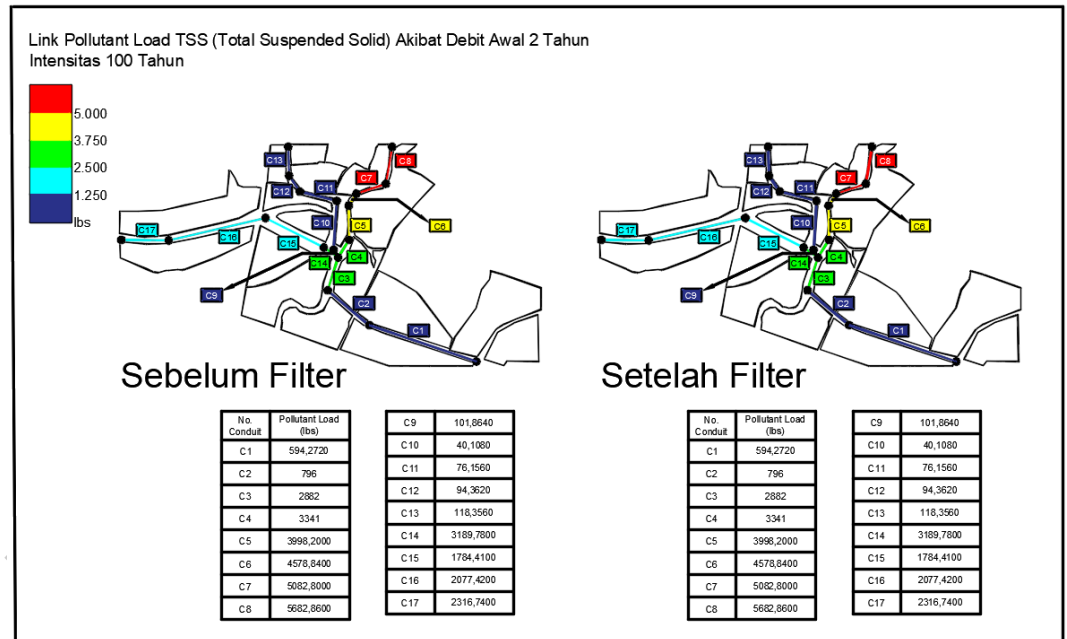 Link Pollutant Load TSS (Total Suspended Solid) Akibat Debit Awal 2 Tahun
Intensitas 100 Tahun
5.000
3.750
2.500
1.250
lbs
C13
C8
C7
C12
C11
C10
C5
C6
C17
C16
C15
C4
C14
C3
C9
C2
C1
Sebelum Filter
C13
C8
C7
C12
C11
C10
C5
C6
C17
C16
C15
C4
C14
C3
C9
C2
C1
Setelah Filter
No. Conduit Pollutant Load (lbs)
C1 594,2720
C2 796
C3 2882
C4 3341
C5 3998,2000
C6 4578,8400
C7 5082,8000
C8 5682,8600
C9 101,8640
C10 40,1080
C11 76,1560
C12 94,3620
C13 118,3560
C14 3189,7800
C15 1784,4100
C16 2077,4200
C17 2316,7400
No. Conduit Pollutant Load (lbs)
C1 594,2720
C2 796
C3 2882
C4 3341
C5 3998,2000
C6 4578,8400
C7 5082,8000
C8 5682,8600
C9 101,8640
C10 40,1080
C11 76,1560
C12 94,3620
C13 118,3560
C14 3189,7800
C15 1784,4100
C16 2077,4200
C17 2316,7400